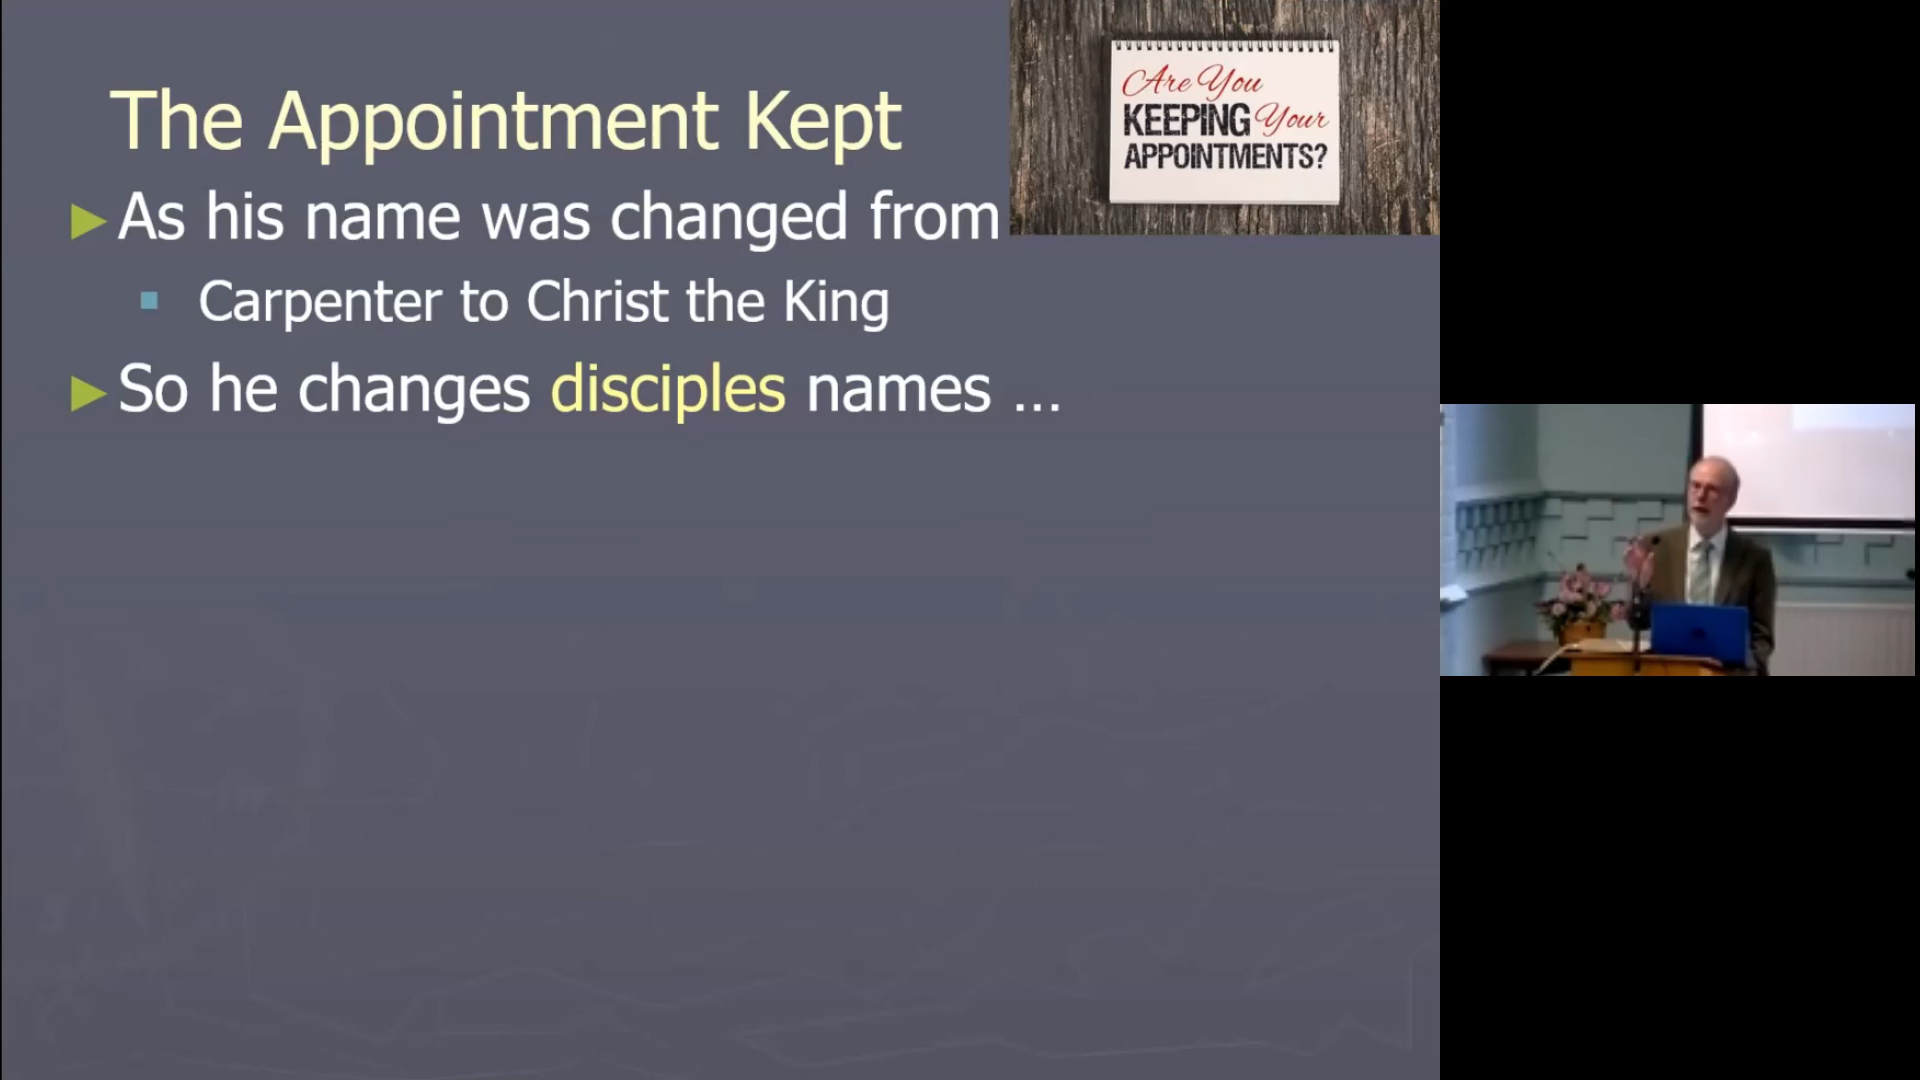 The Appointment Kept
As his name was changed from
Carpenter to Christ the King
So he changes disciples names ...
Are You
KEEPING Your
APPOINTMENTS?